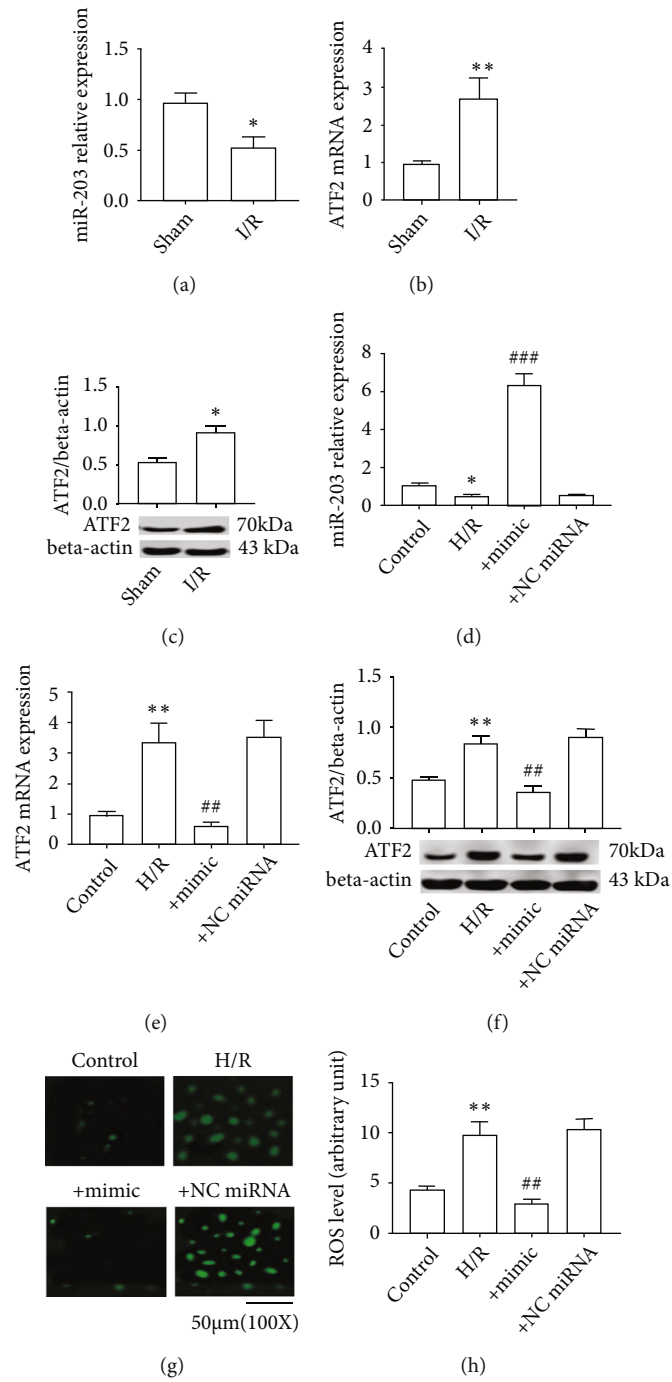 miR-203 relative expression
1.5
1.0
0.5
0.0
*
Sham
I/R
(a)
ATF2 mRNA expression
4
3
2
1
0
**
Sham
I/R
(b)
ATF2/beta-actin
1.5
1.0
0.5
0.0
*
ATF2
70kDa
beta-actin
43 kDa
Sham
I/R
(c)
miR-203 relative expression
8
6
4
2
0
*
###
Control
H/R
+mimic
+NC miRNA
(d)
ATF2 mRNA expression
5
4
3
2
1
0
**
##
Control
H/R
+mimic
+NC miRNA
(e)
ATF2/beta-actin
1.5
1.0
0.5
0.0
**
##
ATF2
70kDa
beta-actin
43 kDa
Control
H/R
+mimic
+NC miRNA
(f)
Control
H/R
+mimic
+NC miRNA
50μm(100X)
(g)
ROS level (arbitrary unit)
15
10
5
0
**
##
Control
H/R
+mimic
+NC miRNA
(h)